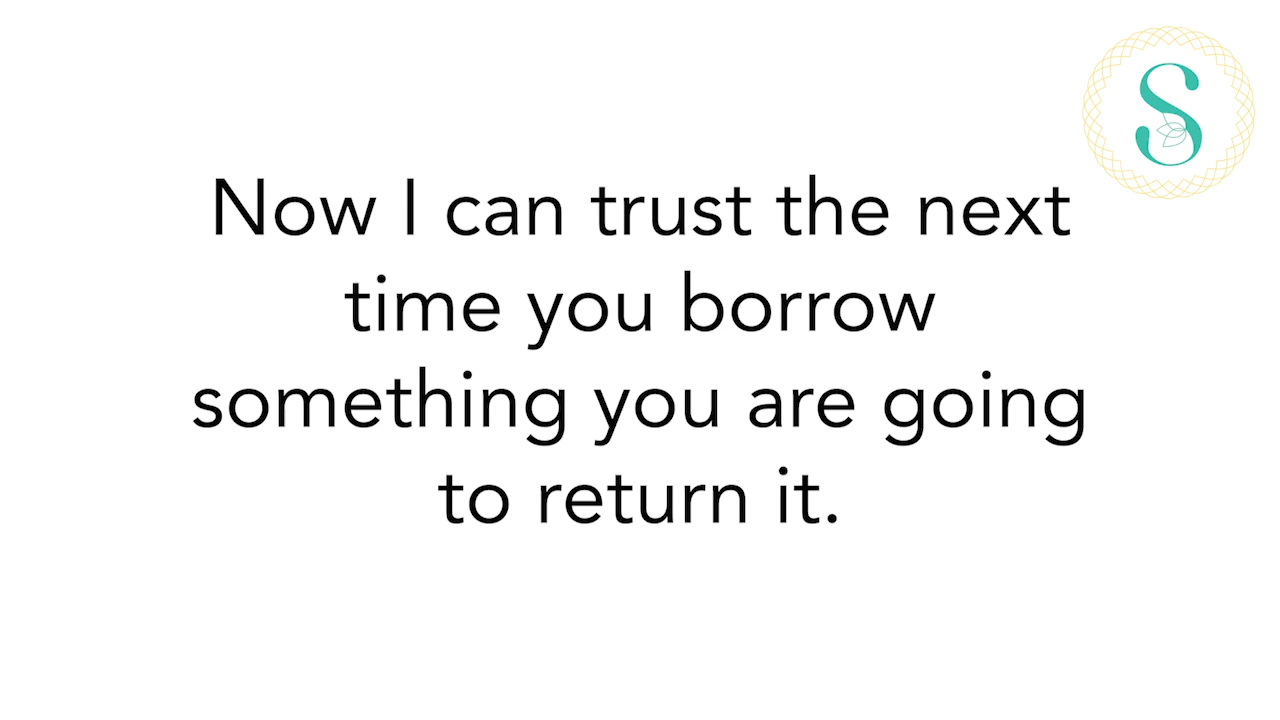 S
Now I can trust the next
time you borrow
something you are going
to return it.